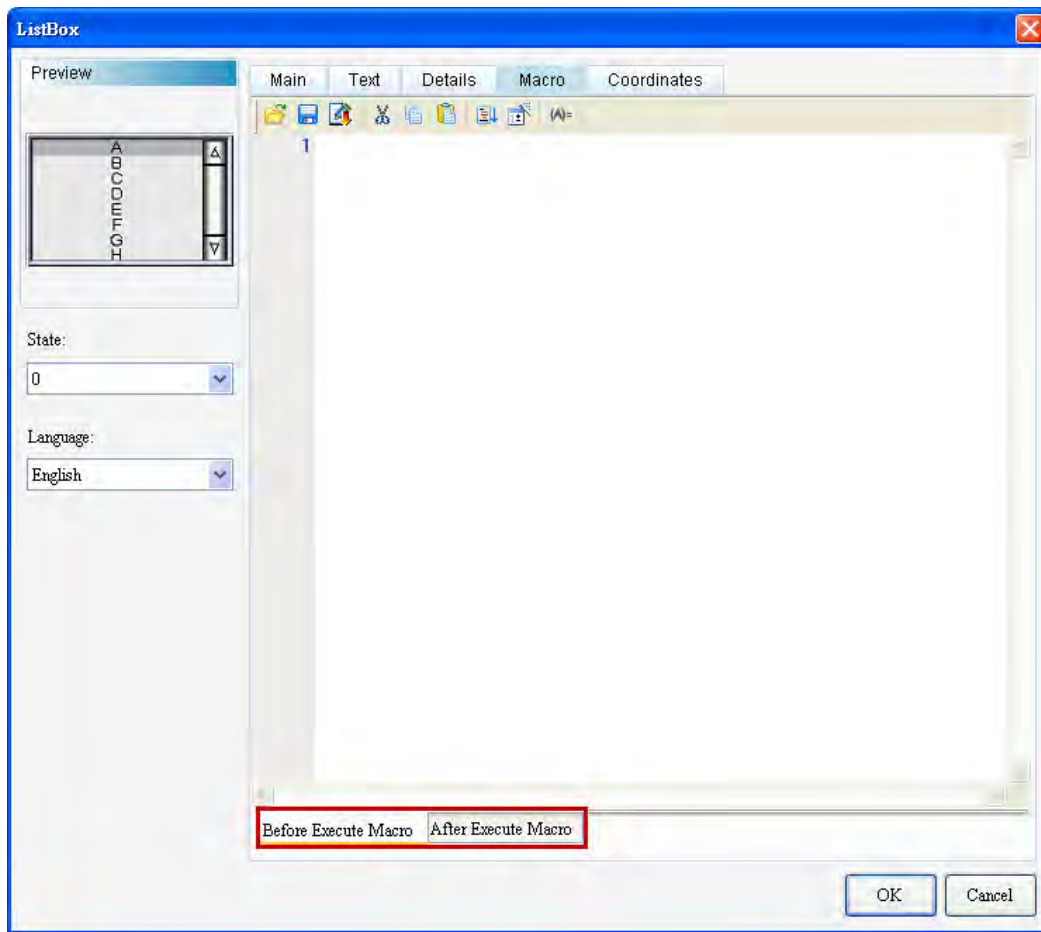 ListBox
Preview
Main Text Details Macro Coordinates
(A)=
1
A
B
C
D
E
F
G
H
State:
0
Language:
English
Before Execute Macro After Execute Macro
OK Cancel